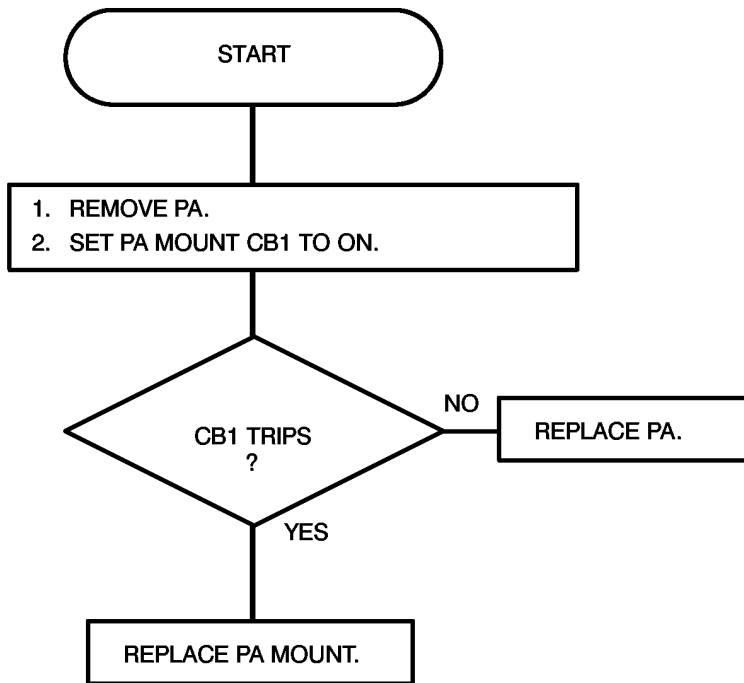 START
1. REMOVE PA.
2. SET PA MOUNT CB1 TO ON.
CB1 TRIPS
?
NO
REPLACE PA.
YES
REPLACE PA MOUNT.